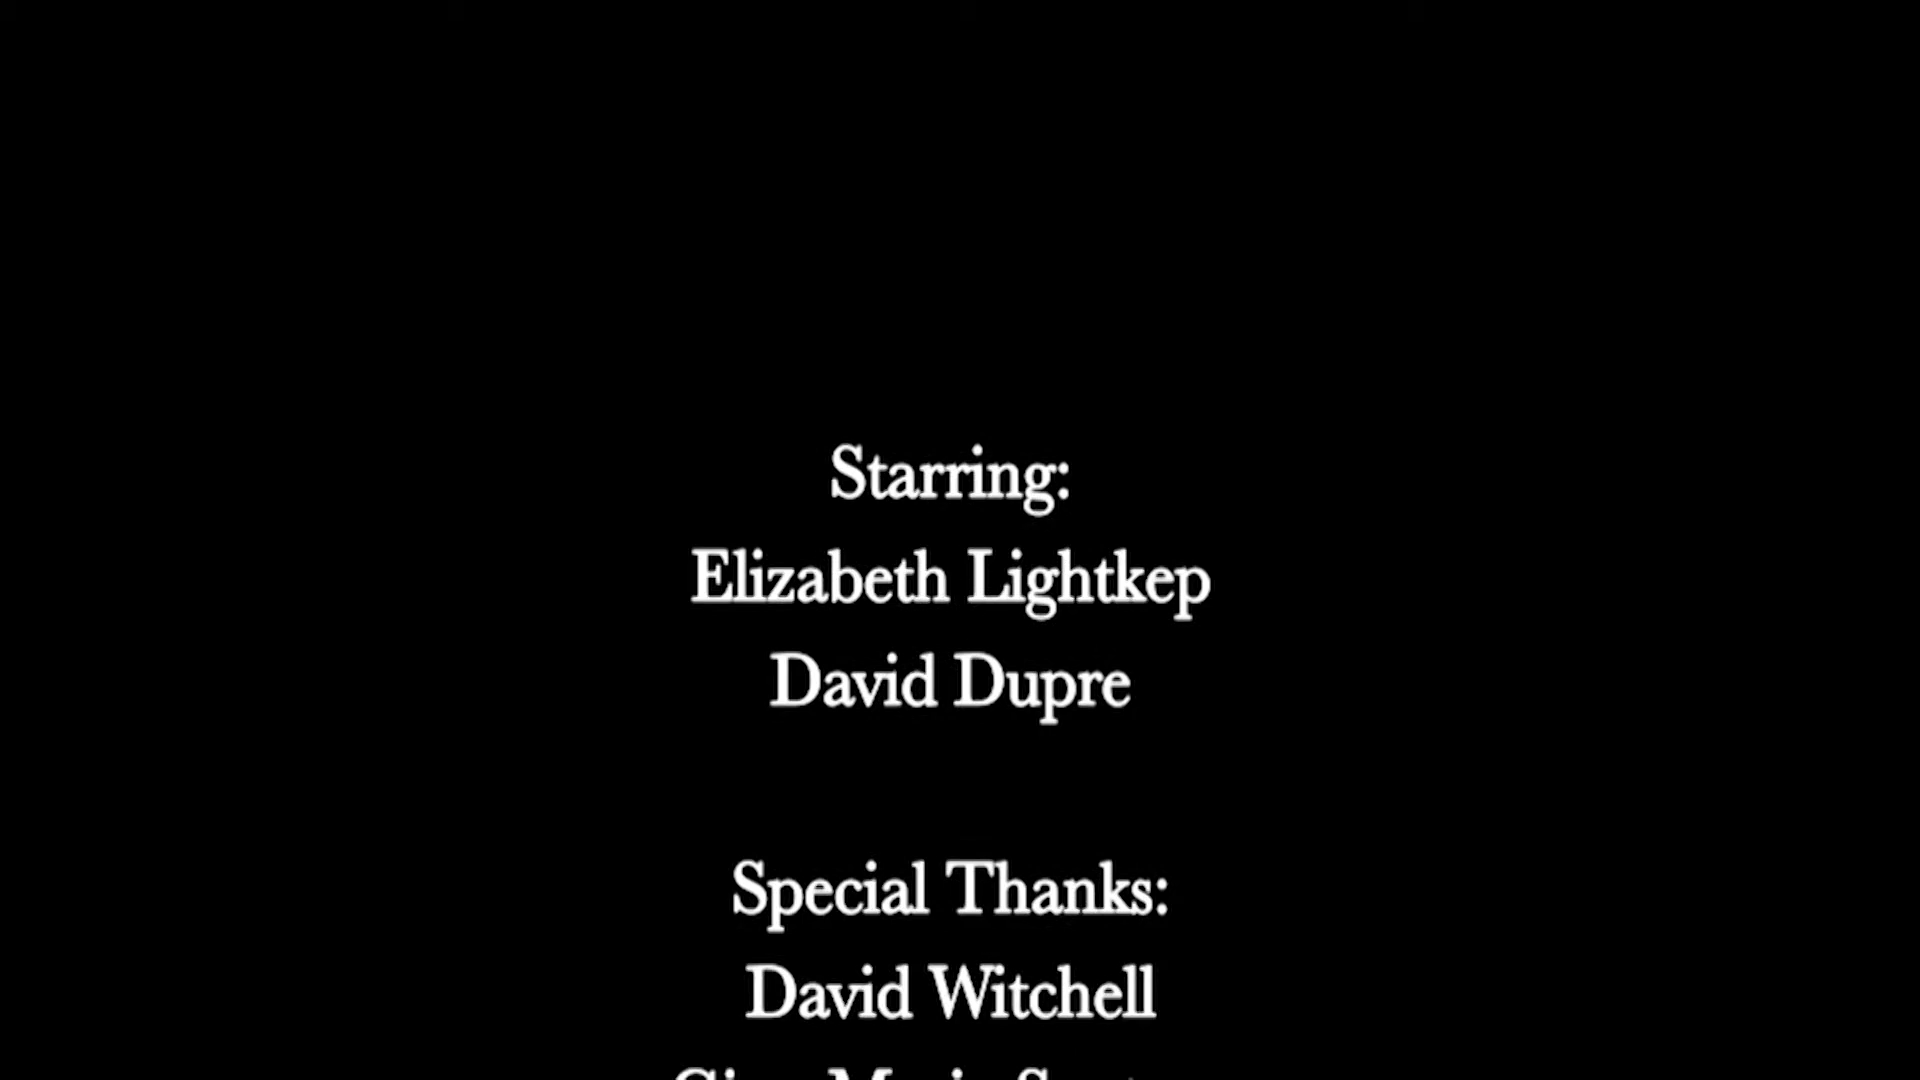 Starring:
Elizabeth Lightkep
David Dupre
Special Thanks:
David Witchell